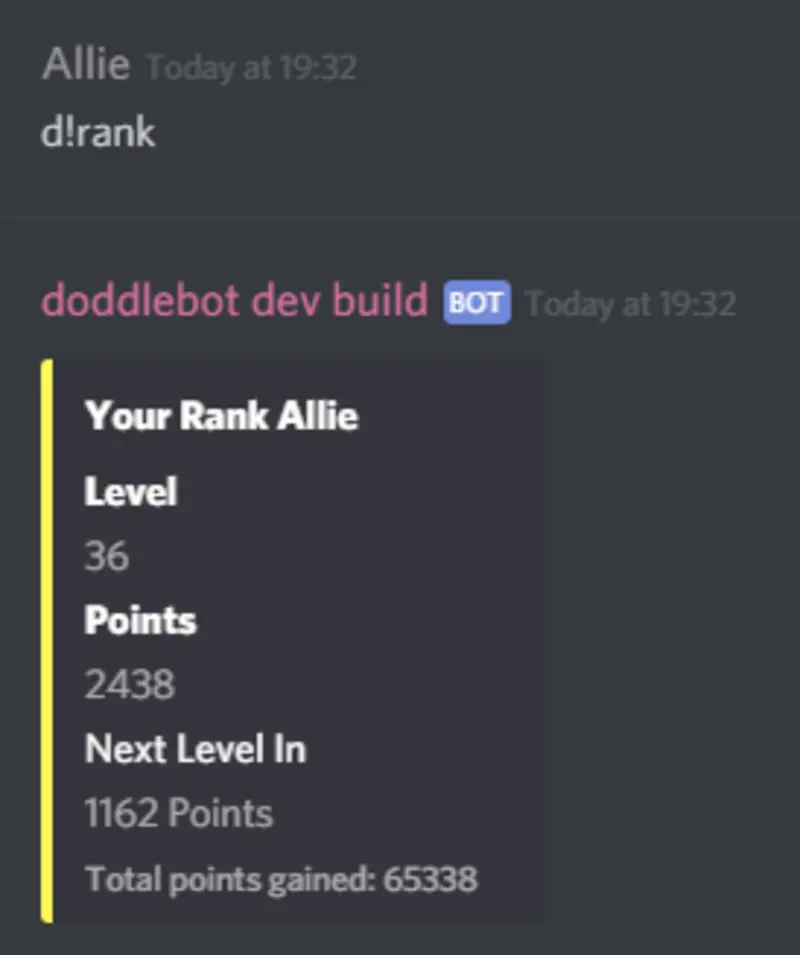 Allie Today at 19:32
d!rank
doddlebot dev build BOT Today at 19:32
Your Rank Allie
Level
36
Points
2438
Next Level In
1162 Points
Total points gained: 65338